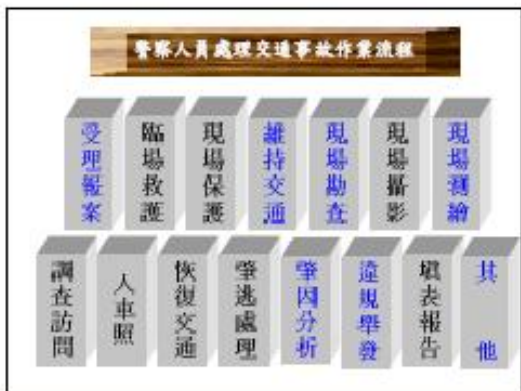 警察人員處理交通事故作業流程
受理報案
臨場救護
現場保護
維持交通
現場勘查
現場攝影
現場測繪
調查訪問
人車照
恢復交通
肇逃處理
肇因分析
違規舉發
填表報告
其他